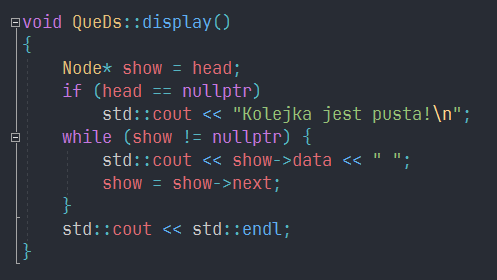 void QueDs::display()
{
    Node* show = head;
    if (head == nullptr)
        std::cout << "Kolejka jest pusta!\n";
    while (show != nullptr) {
        std::cout << show->data << " ";
        show = show->next;
    }
    std::cout << std::endl;
}